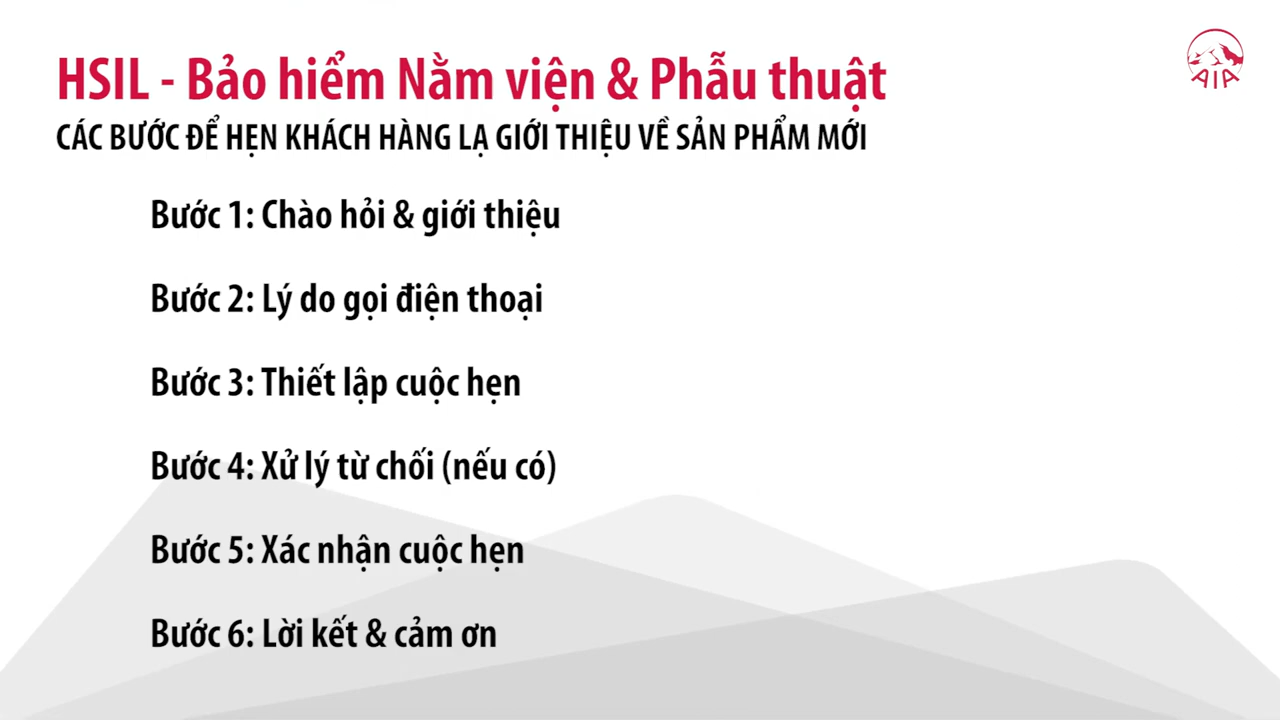 HSIL - Bảo hiểm Nằm viện & Phẫu thuật
CÁC BƯỚC ĐỂ HẸN KHÁCH HÀNG LẠ GIỚI THIỆU VỀ SẢN PHẨM MỚI
Bước 1: Chào hỏi & giới thiệu
Bước 2: Lý do gọi điện thoại
Bước 3: Thiết lập cuộc hẹn
Bước 4: Xử lý từ chối (nếu có)
Bước 5: Xác nhận cuộc hẹn
Bước 6: Lời kết & cảm ơn
AIA